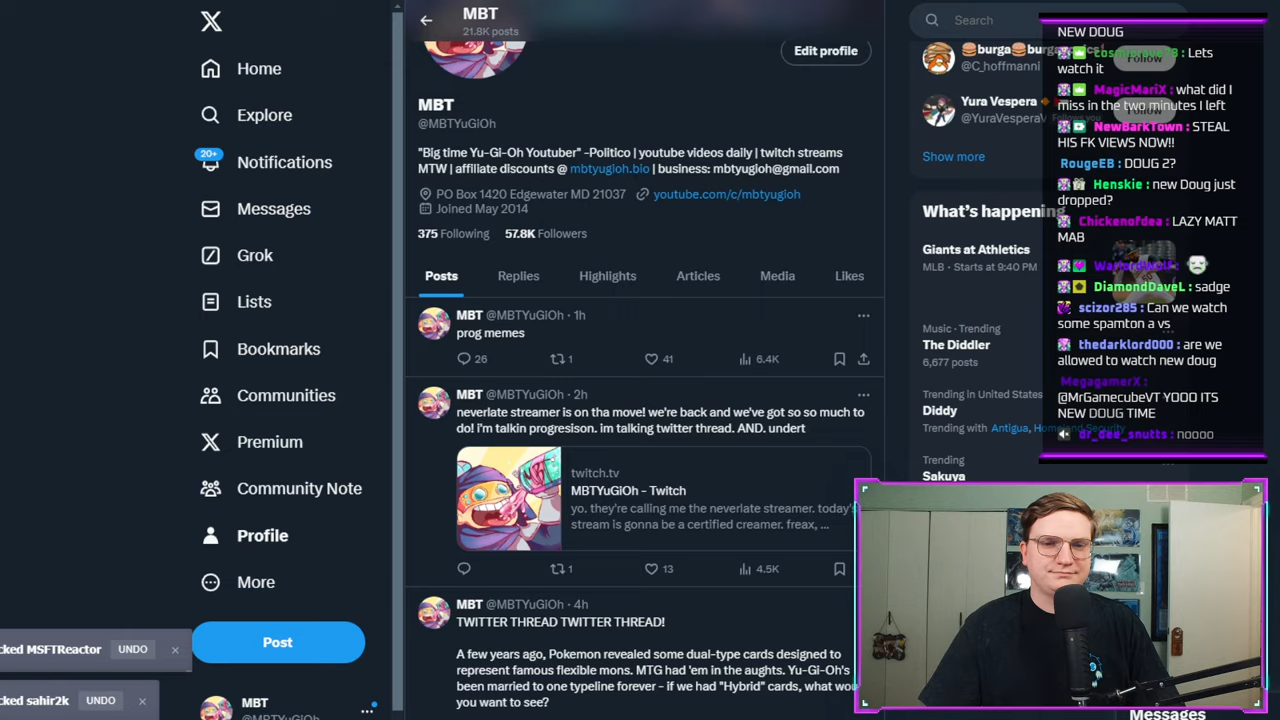 MBT
21.8K posts
Search
Home
Explore
20+
Notifications
Messages
Grok
Lists
Bookmarks
Communities
Premium
Community Note
Profile
More
Post
cked MSFTReactor UNDO
cked sahir2k UNDO
MBT
@MBTYuGiOh
Edit profile
MBT
@MBTYuGiOh
"Big time Yu-Gi-Oh Youtuber" -Politico | youtube videos daily | twitch streams
MTW | affiliate discounts @ mbtyugioh.bio | business: mbtyugioh@gmail.com
PO Box 1420 Edgewater MD 21037 youtube.com/c/mbtyugioh
Joined May 2014
375 Following 57.8K Followers
Posts Replies Highlights Articles Media Likes
MBT @MBTYuGiOh · 1h
prog memes
26 1 41 6.4K
MBT @MBTYuGiOh · 2h
neverlate streamer is on tha move! we're back and we've got so so much to
do! i'm talkin progresison. im talking twitter thread. AND. undert
twitch.tv
MBTYuGiOh - Twitch
yo. they're calling me the neverlate streamer. today's
stream is gonna be a certified creamer. freax, ...
1 13 4.5K
MBT @MBTYuGiOh · 4h
TWITTER THREAD TWITTER THREAD!
A few years ago, Pokemon revealed some dual-type cards designed to
represent famous flexible mons. MTG had 'em in the aughts. Yu-Gi-Oh's
been married to one typeline forever - if we had "Hybrid" cards, what wou
you want to see?
burga
@C_hoffmanni
Follow
Yura Vespera
@YuraVesperaV
Follow
Show more
What's happening
Giants at Athletics
MLB · Starts at 9:40 PM
Music · Trending
The Diddler
6,677 posts
Trending in United States
Diddy
Trending with Antigua, Homeland Security
Trending
Sakuya
Messages
NEW DOUG
: Lets
watch it
MagicMariX : what did I
miss in the two minutes I left
NewBarkTown : STEAL
HIS FK VIEWS NOW!!
RougeEB : DOUG 2?
Henskie : new Doug just
dropped?
Chickenofdea : LAZY MATT
MAB
WarlordWolf :
DiamondDaveL : sadge
scizor285 : Can we watch
some spamton a vs
thedarklord000 : are we
allowed to watch new doug
MegagamerX :
@MrGamecubeVT YOOO ITS
NEW DOUG TIME
dr_dee_snutts : noooo